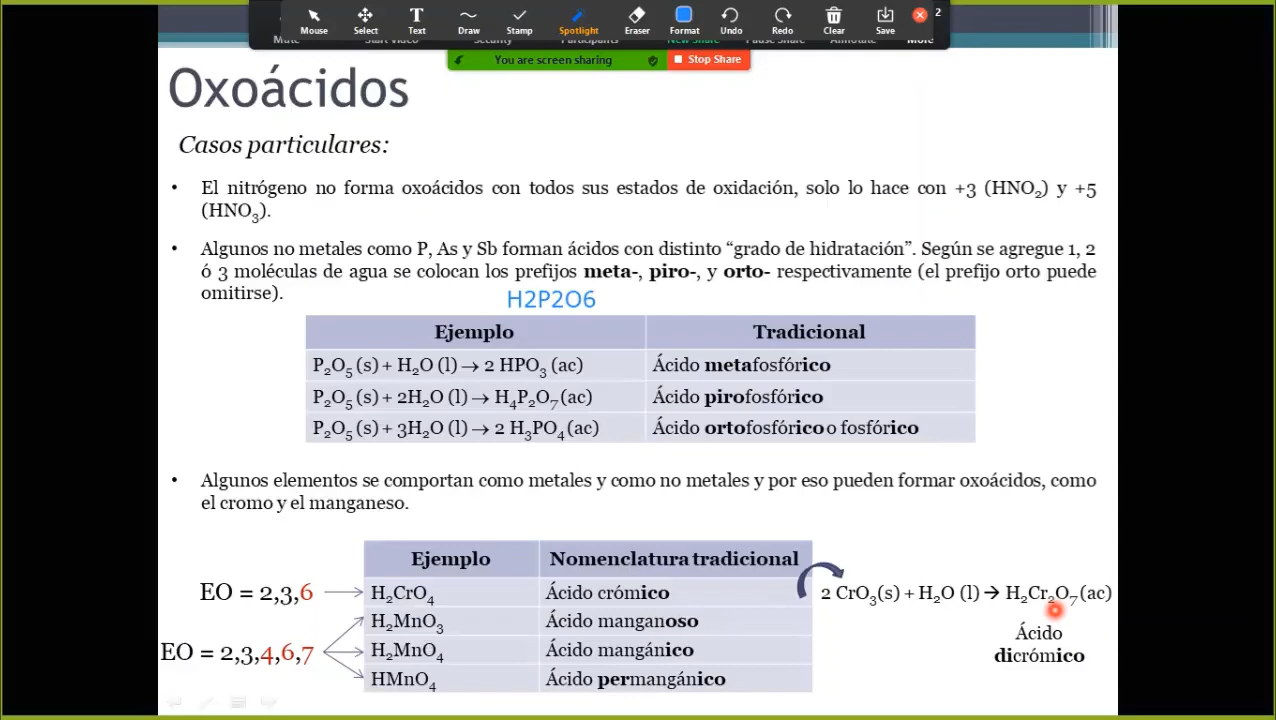 Mouse Select Text Draw Stamp Spotlight Eraser Format Undo Redo Clear Save 2
You are screen sharing Stop Share
Oxoácidos
Casos particulares:
• El nitrógeno no forma oxoácidos con todos sus estados de oxidación, solo lo hace con +3 (HNO₂) y +5
(HNO₃).
• Algunos no metales como P, As y Sb forman ácidos con distinto “grado de hidratación”. Según se agregue 1, 2
ó 3 moléculas de agua se colocan los prefijos meta-, piro-, y orto- respectivamente (el prefijo orto puede
omitirse).
H2P2O6
Ejemplo Tradicional
P₂O₅ (s) + H₂O (l) → 2 HPO₃ (ac) Ácido metafosfórico
P₂O₅ (s) + 2H₂O (l) → H₄P₂O₇ (ac) Ácido pirofosfórico
P₂O₅ (s) + 3H₂O (l) → 2 H₃PO₄ (ac) Ácido ortofosfórico o fosfórico
• Algunos elementos se comportan como metales y como no metales y por eso pueden formar oxoácidos, como
el cromo y el manganeso.
Ejemplo Nomenclatura tradicional
EO = 2,3,6 H₂CrO₄ Ácido crómico 2 CrO₃(s) + H₂O (l) → H₂Cr₂O₇ (ac)
H₂MnO₃ Ácido manganoso Ácido
EO = 2,3,4,6,7 H₂MnO₄ Ácido mangánico dicrómico
HMnO₄ Ácido permangánico